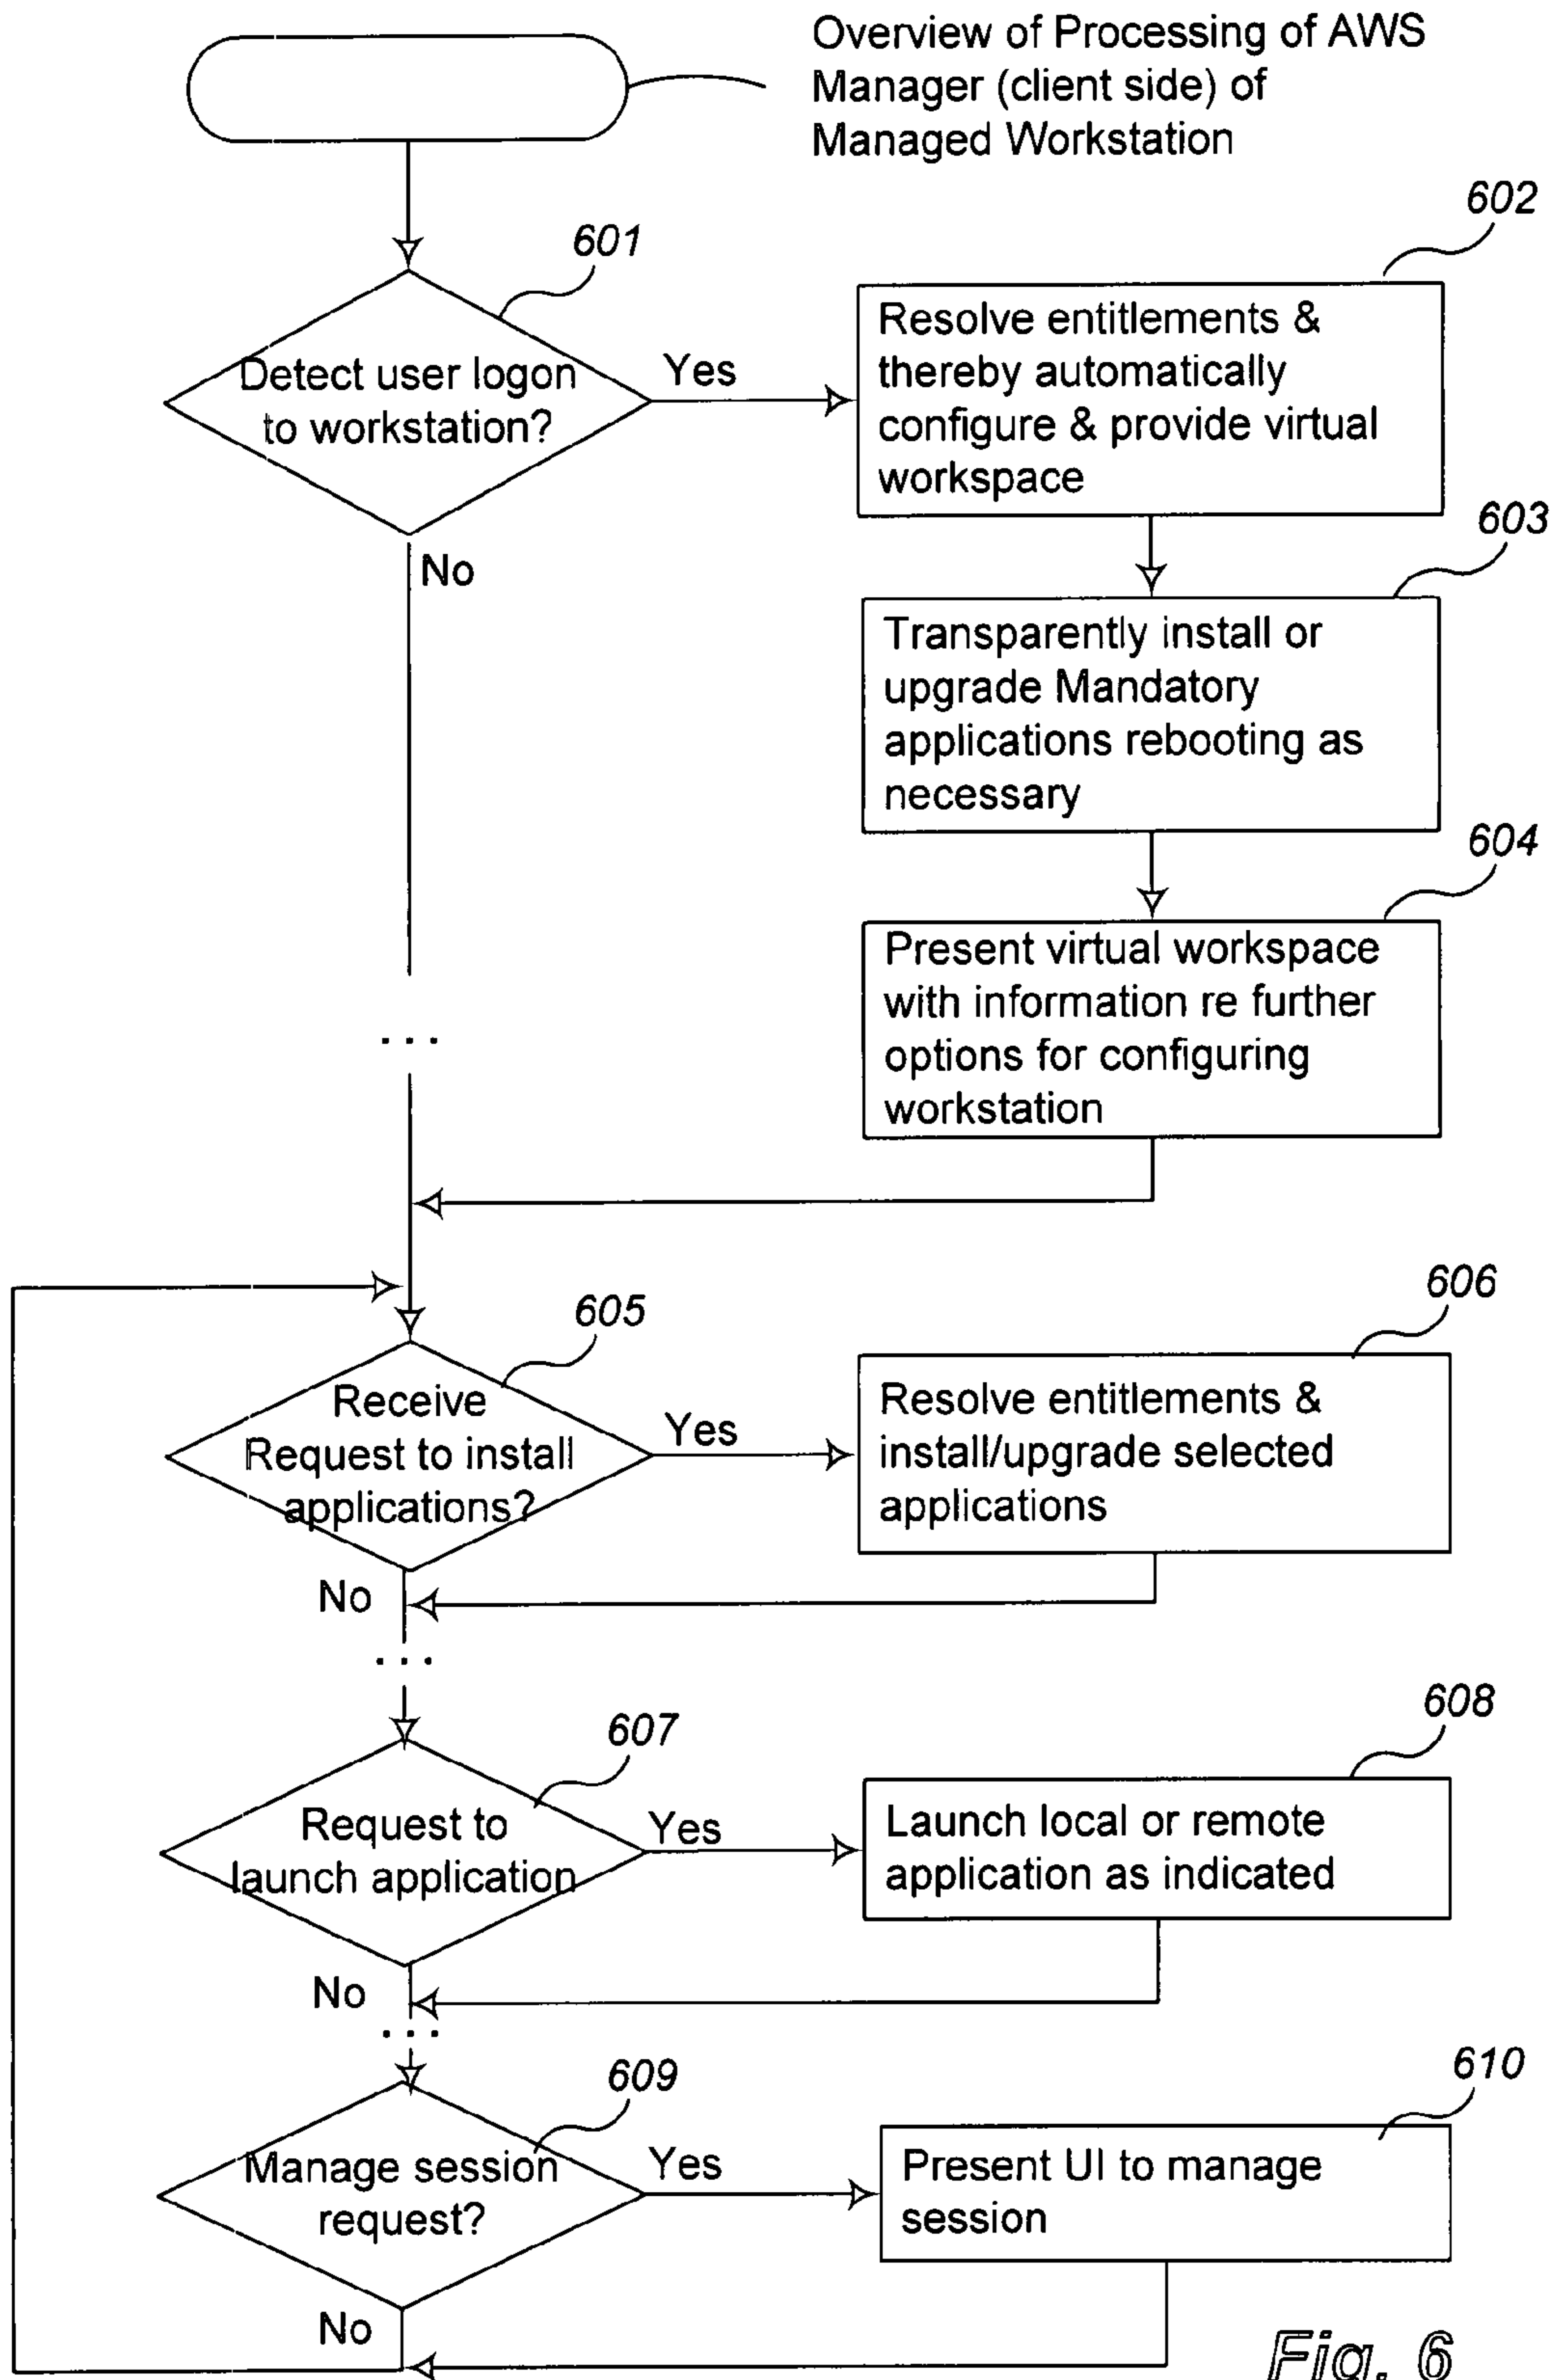 Overview of Processing of AWS
Manager (client side) of
Managed Workstation
601
Detect user logon
to workstation?
Yes
No
602
Resolve entitlements &
thereby automatically
configure & provide virtual
workspace
603
Transparently install or
upgrade Mandatory
applications rebooting as
necessary
604
Present virtual workspace
with information re further
options for configuring
workstation
. . .
605
Receive
Request to install
applications?
Yes
No
606
Resolve entitlements &
install/upgrade selected
applications
. . .
607
Request to
launch application
Yes
No
608
Launch local or remote
application as indicated
. . .
609
Manage session
request?
Yes
No
610
Present UI to manage
session
Fig. 6